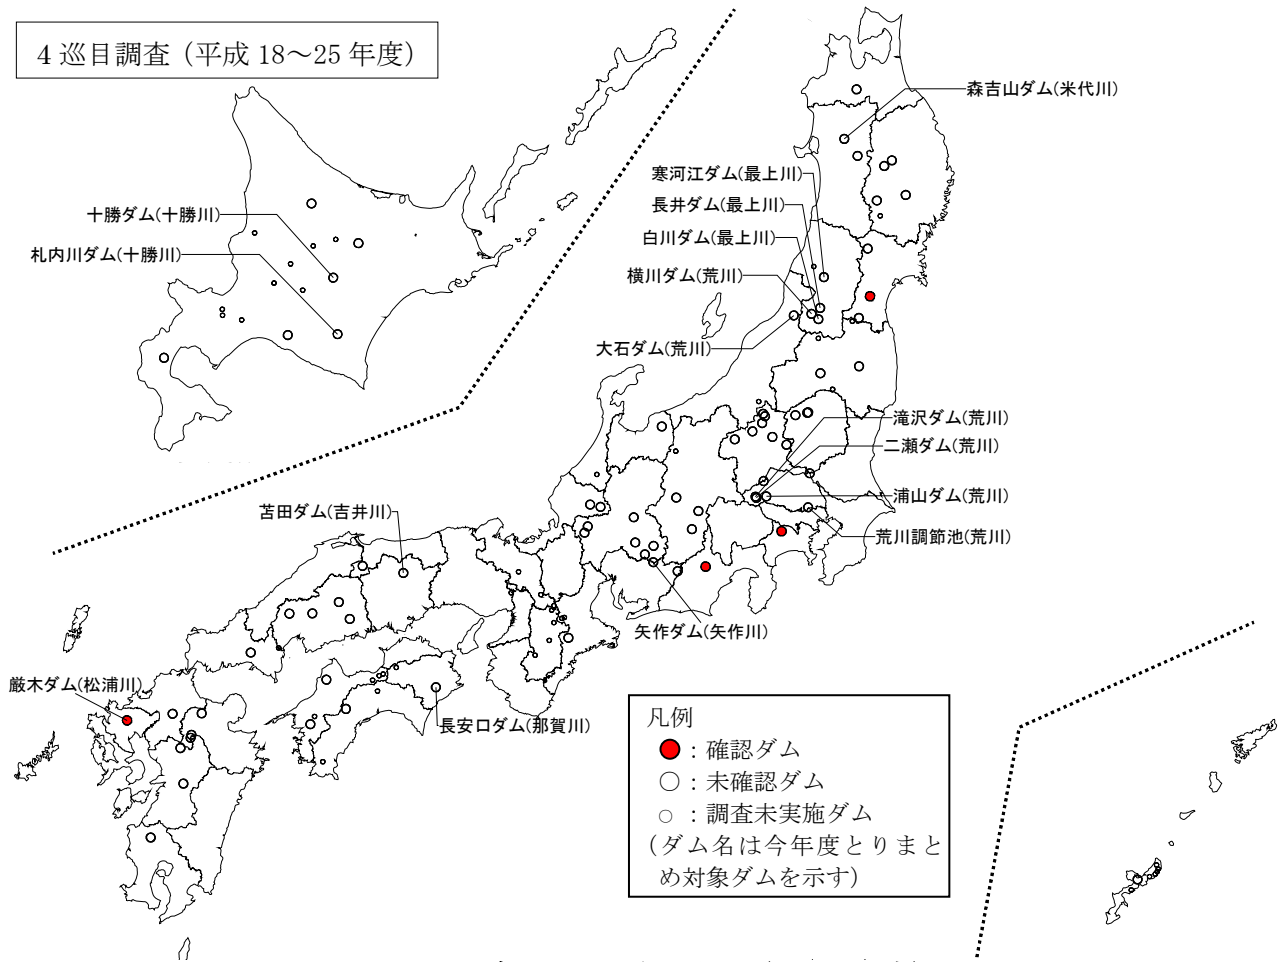 4巡目調査(平成18～25年度)
森吉山ダム(米代川)
寒河江ダム(最上川)
長井ダム(最上川)
白川ダム(最上川)
横川ダム(荒川)
大石ダム(荒川)
十勝ダム(十勝川)
札内川ダム(十勝川)
滝沢ダム(荒川)
二瀬ダム(荒川)
浦山ダム(荒川)
荒川調節池(荒川)
苫田ダム(吉井川)
矢作ダム(矢作川)
厳木ダム(松浦川)
長安口ダム(那賀川)
凡例
：確認ダム
：未確認ダム
：調査未実施ダム
(ダム名は今年度とりまと
め対象ダムを示す)